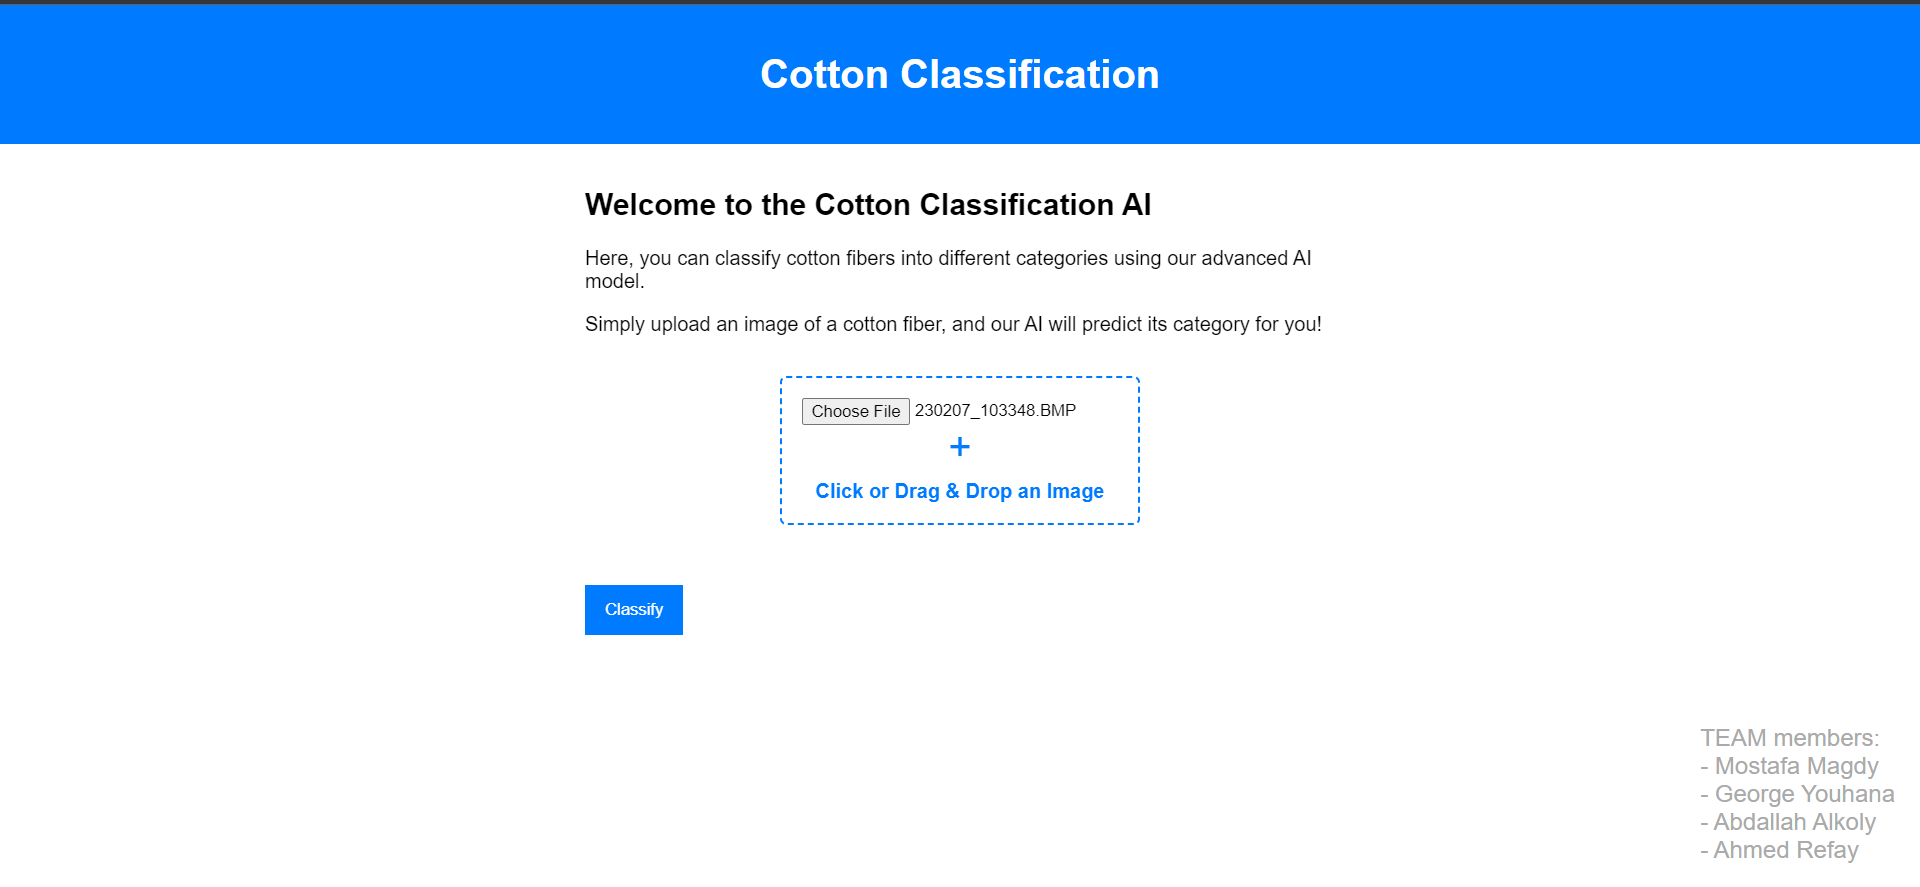 Cotton Classification
Welcome to the Cotton Classification AI
Here, you can classify cotton fibers into different categories using our advanced AI
model.
Simply upload an image of a cotton fiber, and our AI will predict its category for you!
Choose File 230207_103348.BMP
+
Click or Drag & Drop an Image
Classify
TEAM members:
- Mostafa Magdy
- George Youhana
- Abdallah Alkoly
- Ahmed Refay